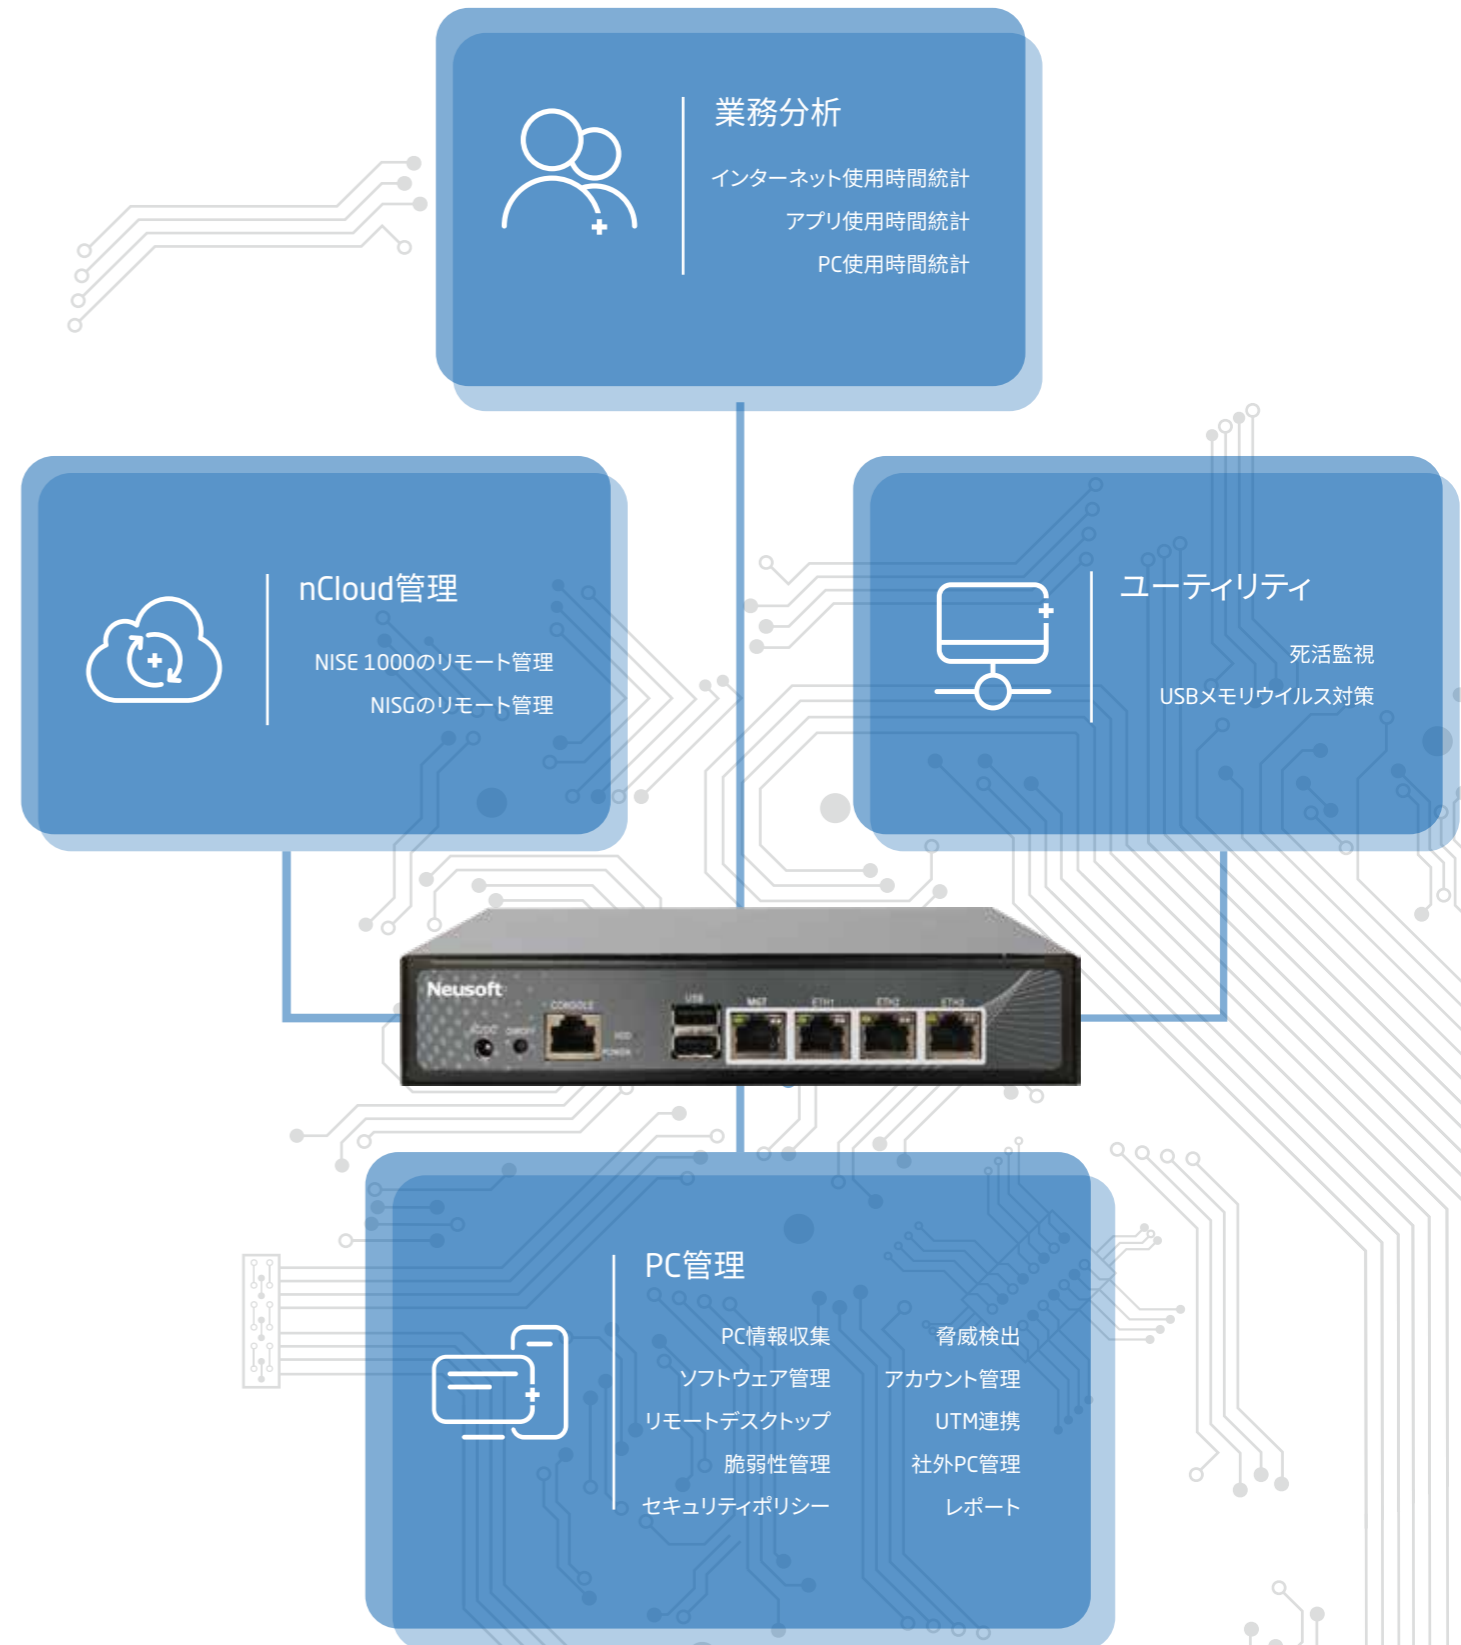 業務分析
インターネット使用時間統計
アプリ使用時間統計
PC使用時間統計
nCloud管理
NISE 1000のリモート管理
NISGのリモート管理
ユーティリティ
死活監視
USBメモリウイルス対策
Neusoft
CONSOLE
USB
MGT
ETH1
ETH2
ETH3
HDD
POWER
PC管理
PC情報収集
脅威検出
ソフトウェア管理
アカウント管理
リモートデスクトップ
UTM連携
脆弱性管理
社外PC管理
セキュリティポリシー
レポート